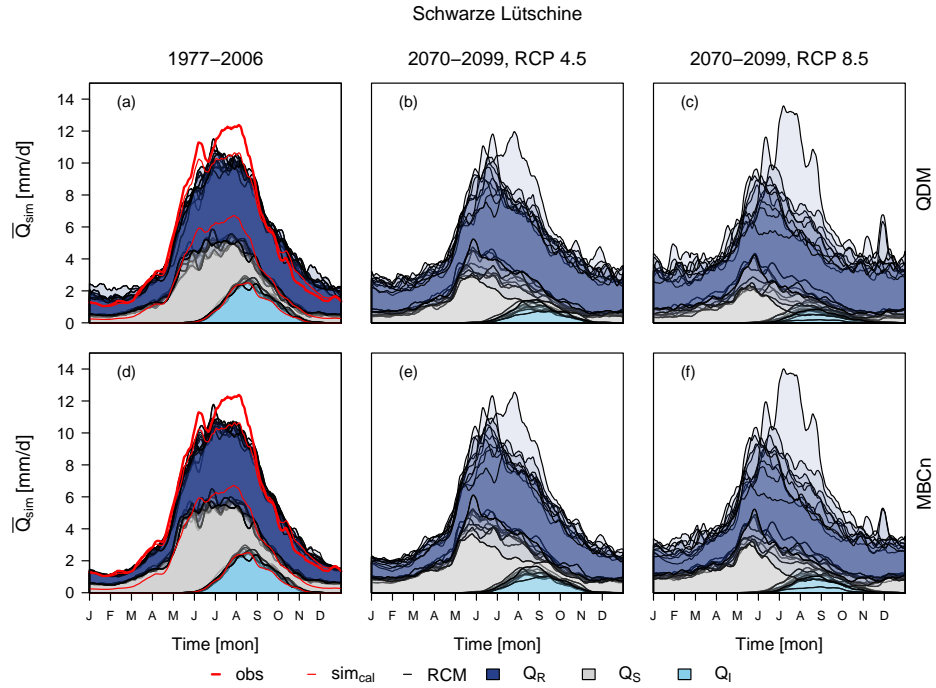 Schwarze Lütschine
1977−2006
2070−2099, RCP 4.5
2070−2099, RCP 8.5
(a)
(b)
(c)
14
12
10
8
6
4
2
0
Q̅sim [mm/d]
QDM
(d)
(e)
(f)
14
12
10
8
6
4
2
0
Q̅sim [mm/d]
MBCn
J F M A M J J A S O N D
J F M A M J J A S O N D
J F M A M J J A S O N D
Time [mon]
Time [mon]
Time [mon]
obs simcal RCM QR QS QI